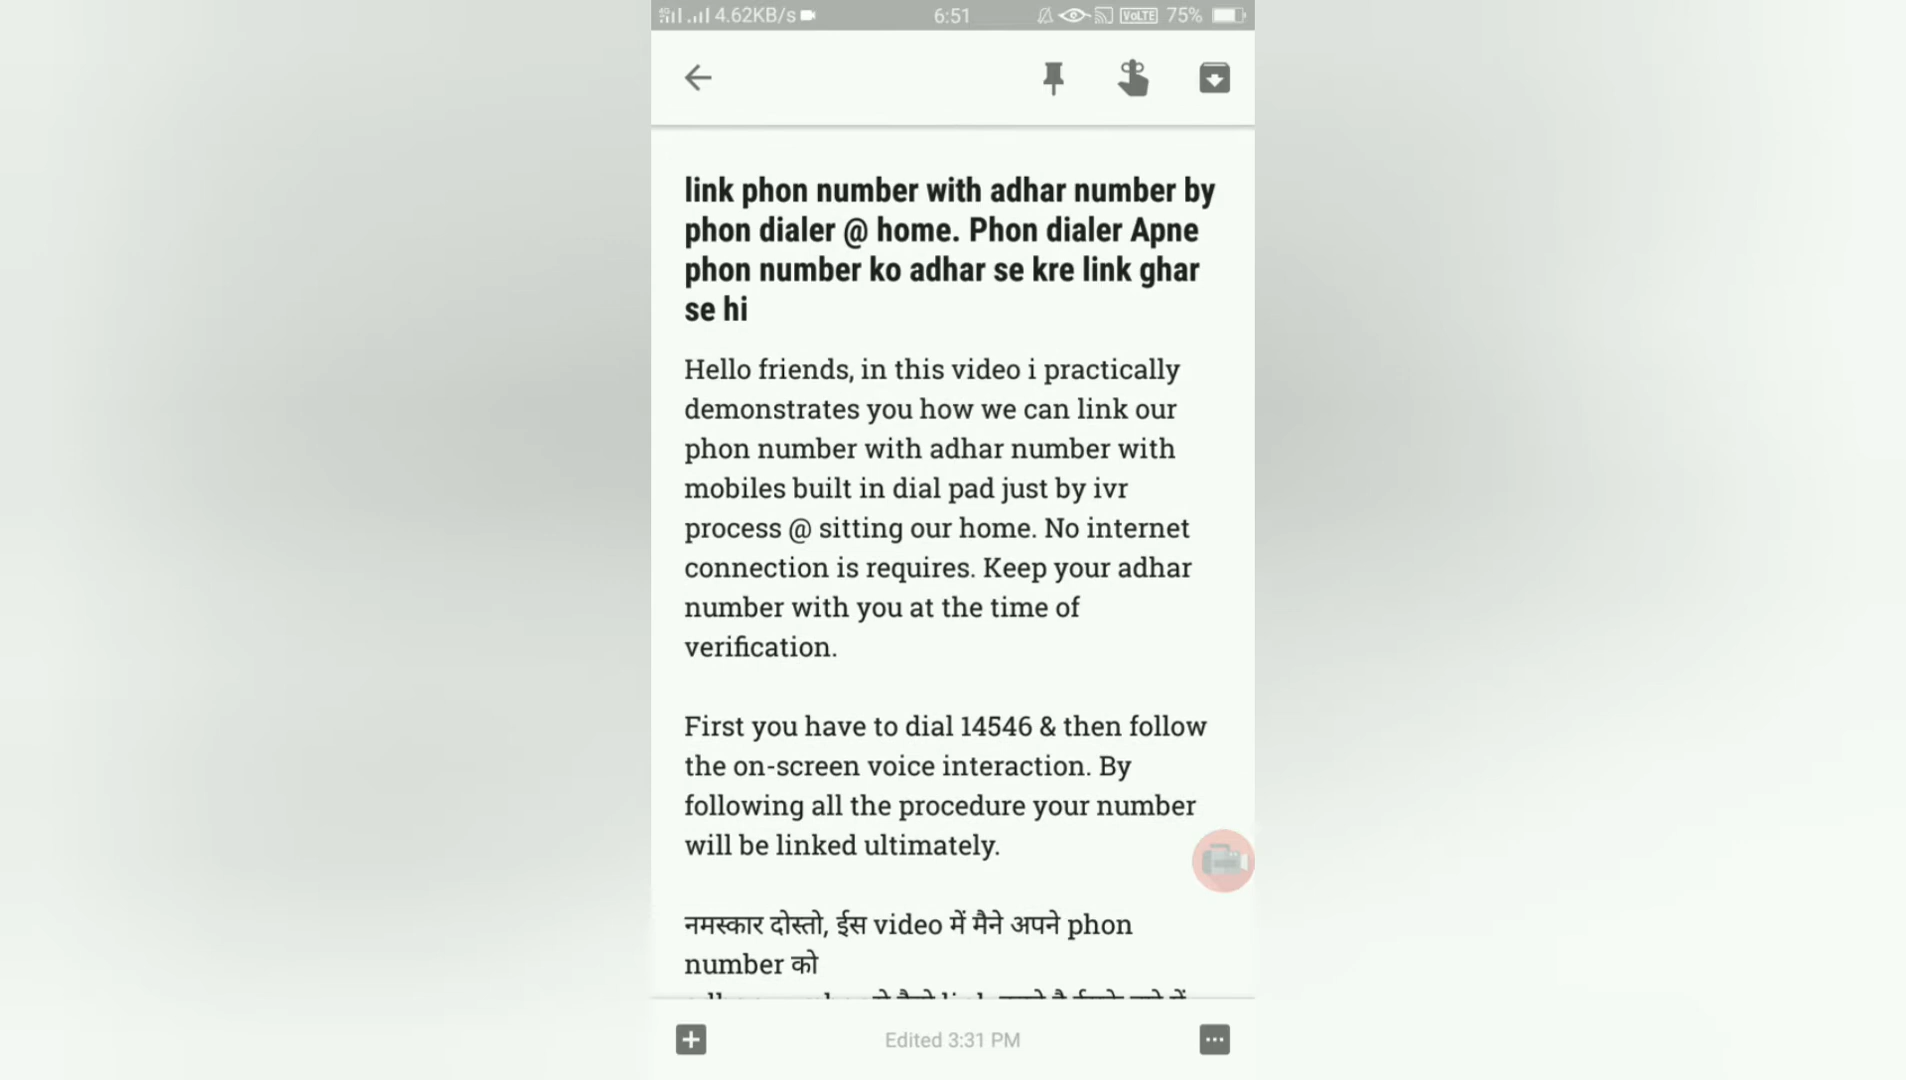 4.62KB/s 6:51 VoLTE 75%
link phon number with adhar number by
phon dialer @ home. Phon dialer Apne
phon number ko adhar se kre link ghar
se hi
Hello friends, in this video i practically
demonstrates you how we can link our
phon number with adhar number with
mobiles built in dial pad just by ivr
process @ sitting our home. No internet
connection is requires. Keep your adhar
number with you at the time of
verification.
First you have to dial 14546 & then follow
the on-screen voice interaction. By
following all the procedure your number
will be linked ultimately.
नमस्कार दोस्तो, ईस video में मैने अपने phon
number को
Edited 3:31 PM